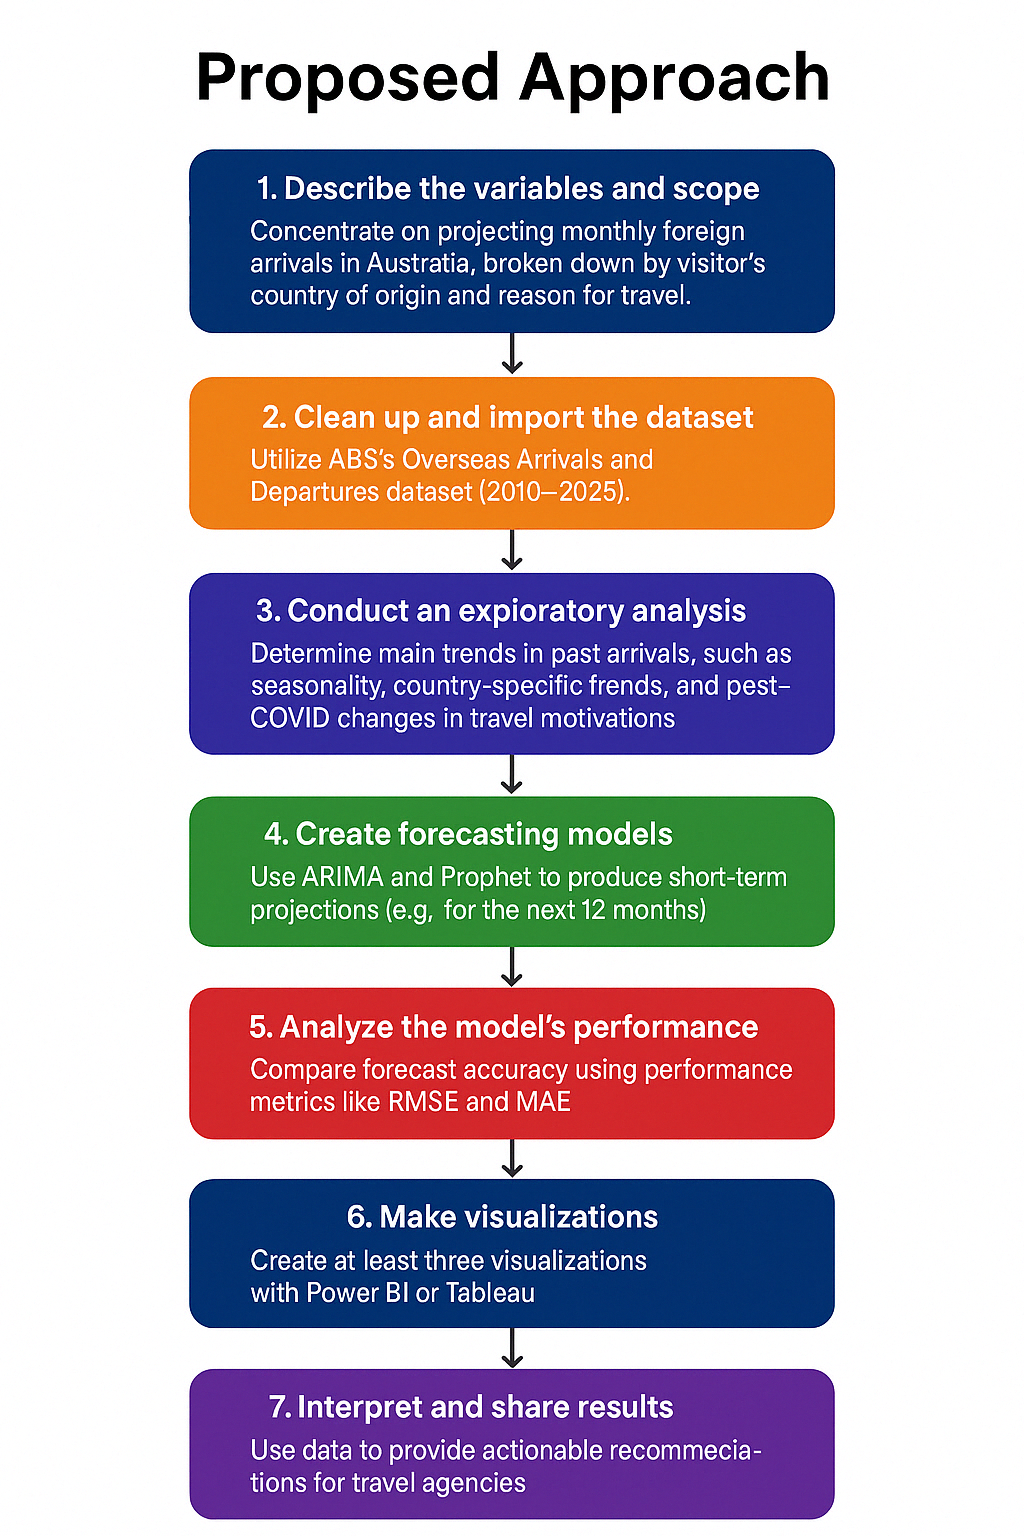 Proposed Approach
1. Describe the variables and scope
Concentrate on projecting monthly foreign
arrivals in Austratia, broken down by visitor's
country of origin and reason for travel.
2. Clean up and import the dataset
Utilize ABS's Overseas Arrivals and
Departures dataset (2010–2025).
3. Conduct an expioratory analysis
Determine main trends in past arrivals, such as
seasonality, country-specific frends, and pest–
COVID changes in travel motivations
4. Create forecasting models
Use ARIMA and Prophet to produce short-term
projections (e.g, for the next 12 months)
5. Analyze the model's performance
Compare forecast accuracy using performance
metrics like RMSE and MAE
6. Make visualizations
Create at least three visualizations
with Power BI or Tableau
7. Interpret and share results
Use data to provide actionable recommecia-
tions for travel agencies